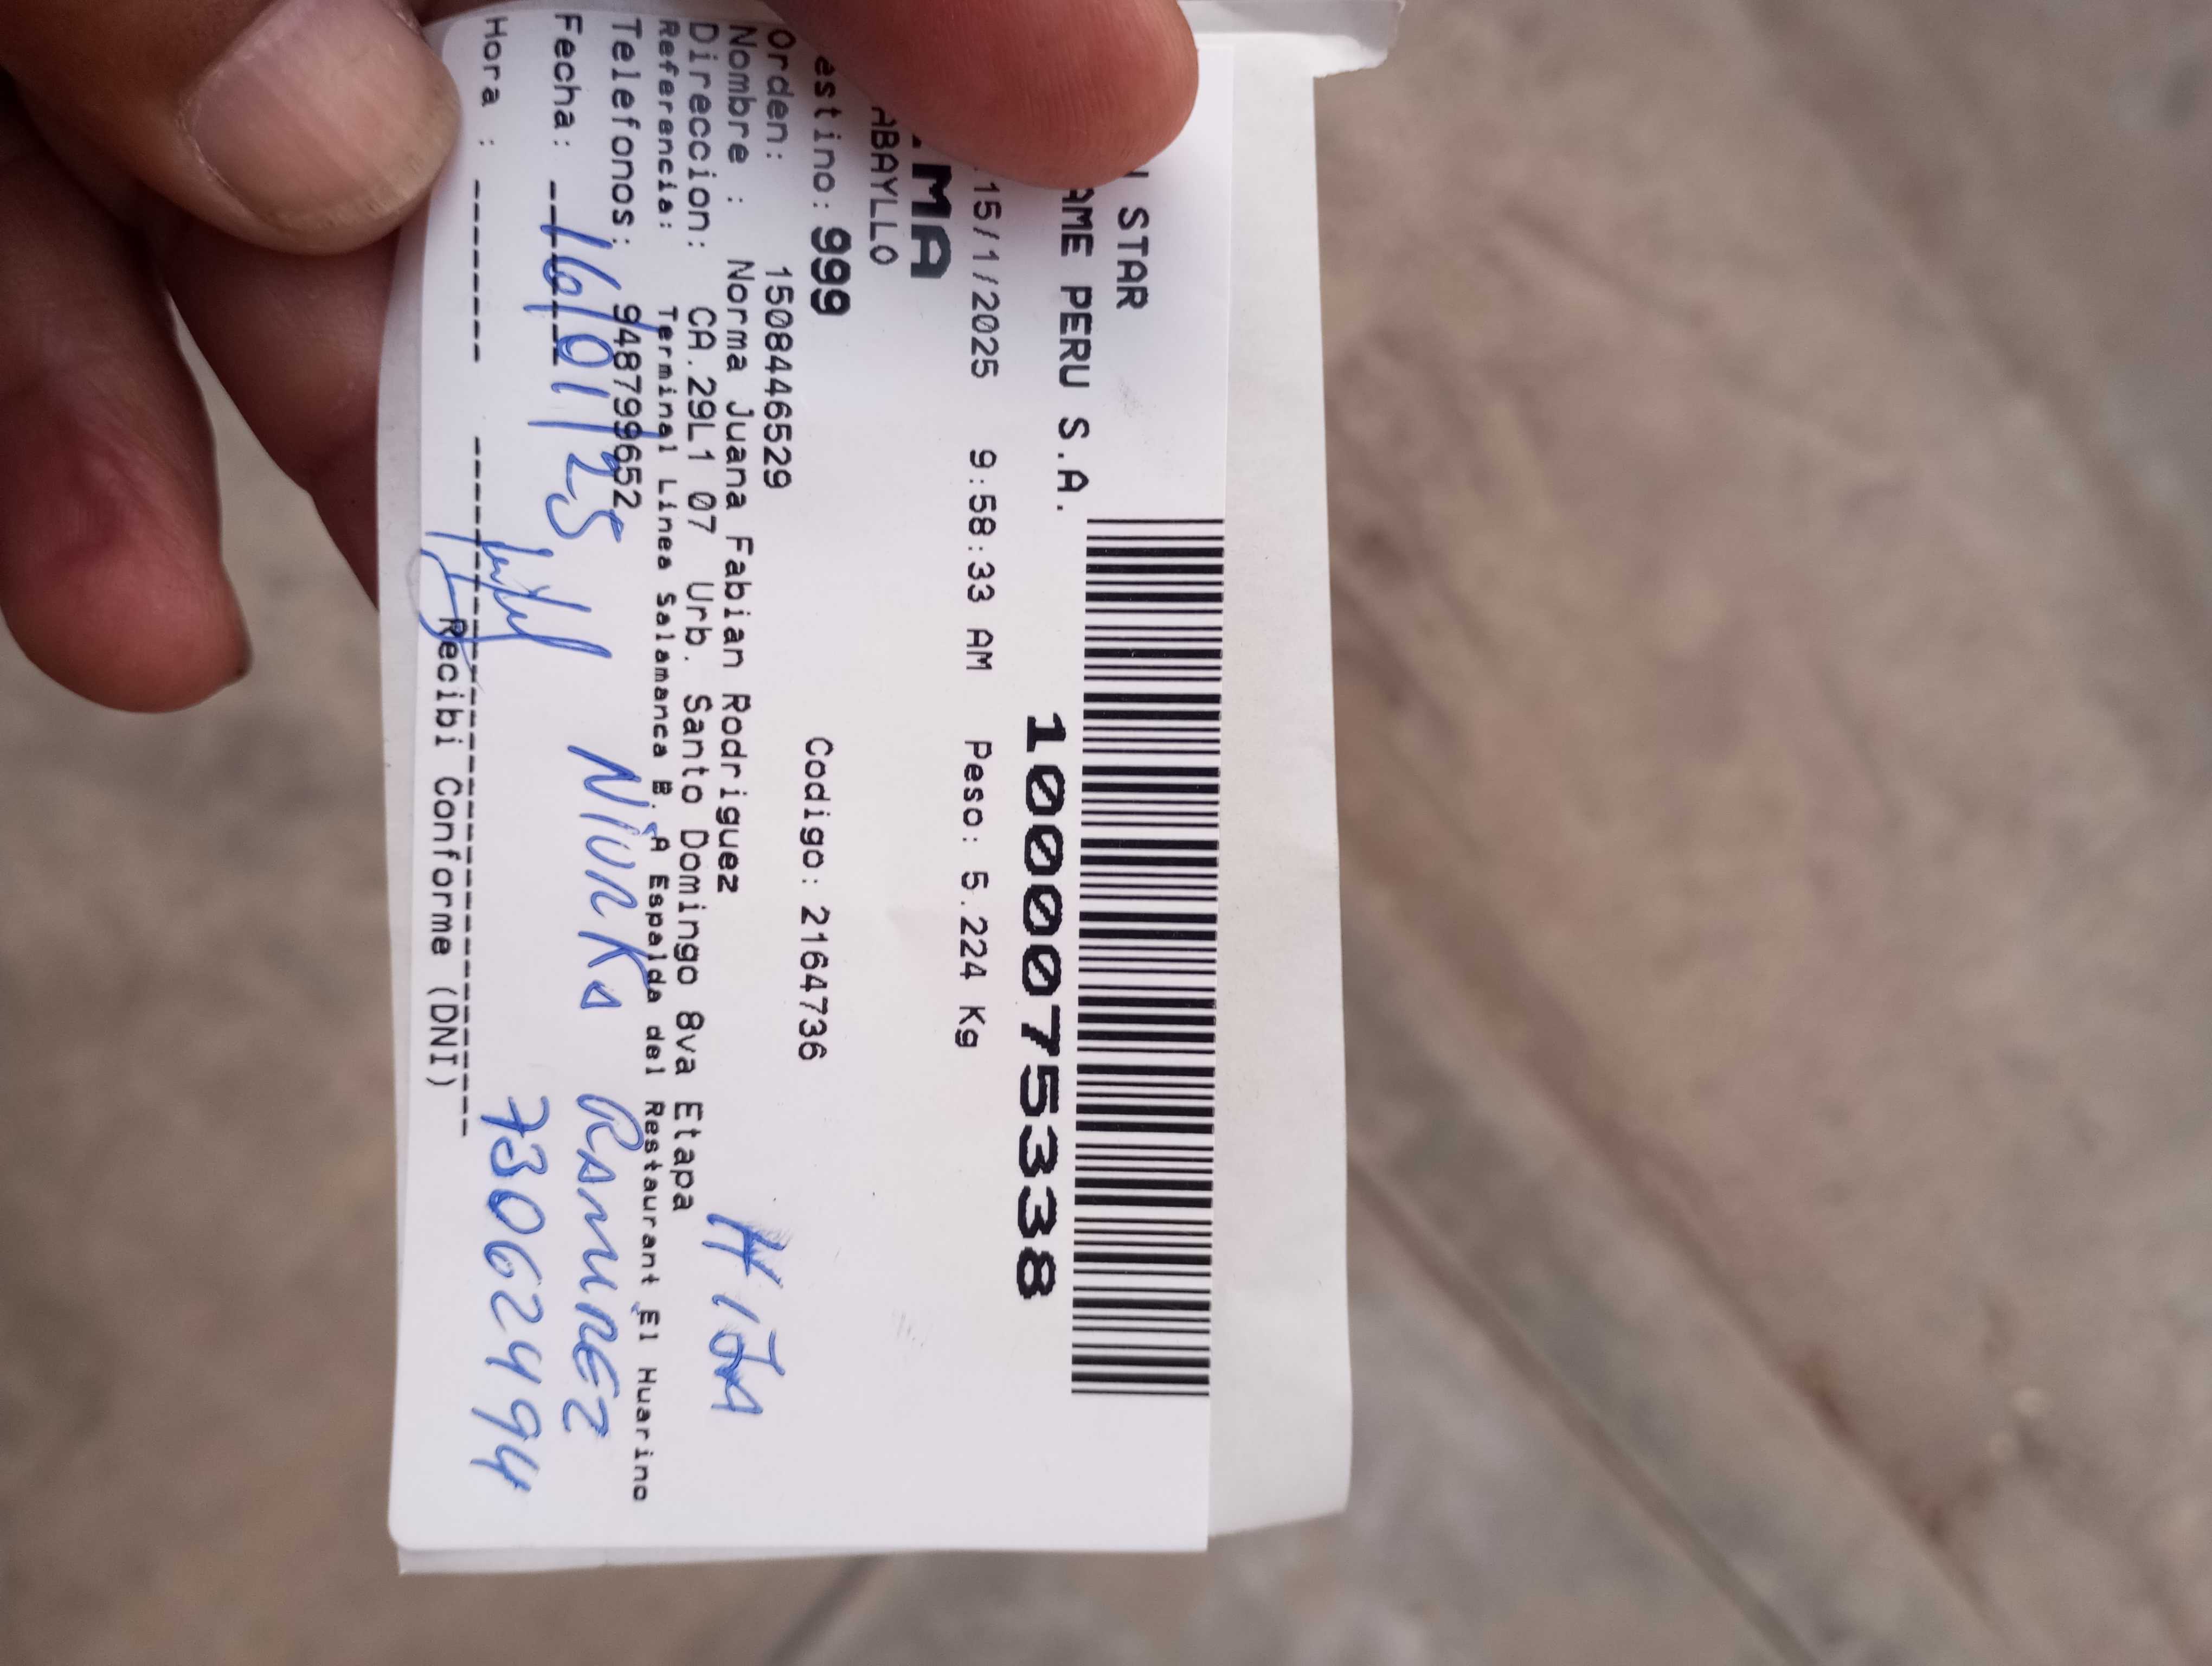 STAR
AME PERU S.A.
1000075338
15/1/2025 9:58:33 AM Peso: 5.224 Kg
MA
ABAYLLO
estino: 999 Codigo: 2164736
Orden: 1508446529
Nombre : Norma Juana Fabian Rodriguez
Direccion: CA.29L1 07 Urb. Santo Domingo 8va Etapa
HIJA
Referencia: Terminal Linea Salamanca B. A Espalda del Restaurant El Huarino
Telefonos: 948799652
Fecha: 16/01/25 NIURKA RAMIREZ
73062494
Hora :
Recibi Conforme (DNI)